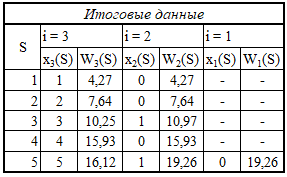 Итоговые данные
S i = 3 i = 2 i = 1
x3(S) W3(S) x2(S) W2(S) x1(S) W1(S)
1 1 4,27 0 4,27 - -
2 2 7,64 0 7,64 - -
3 3 10,25 1 10,97 - -
4 4 15,93 0 15,93 - -
5 5 16,12 1 19,26 0 19,26